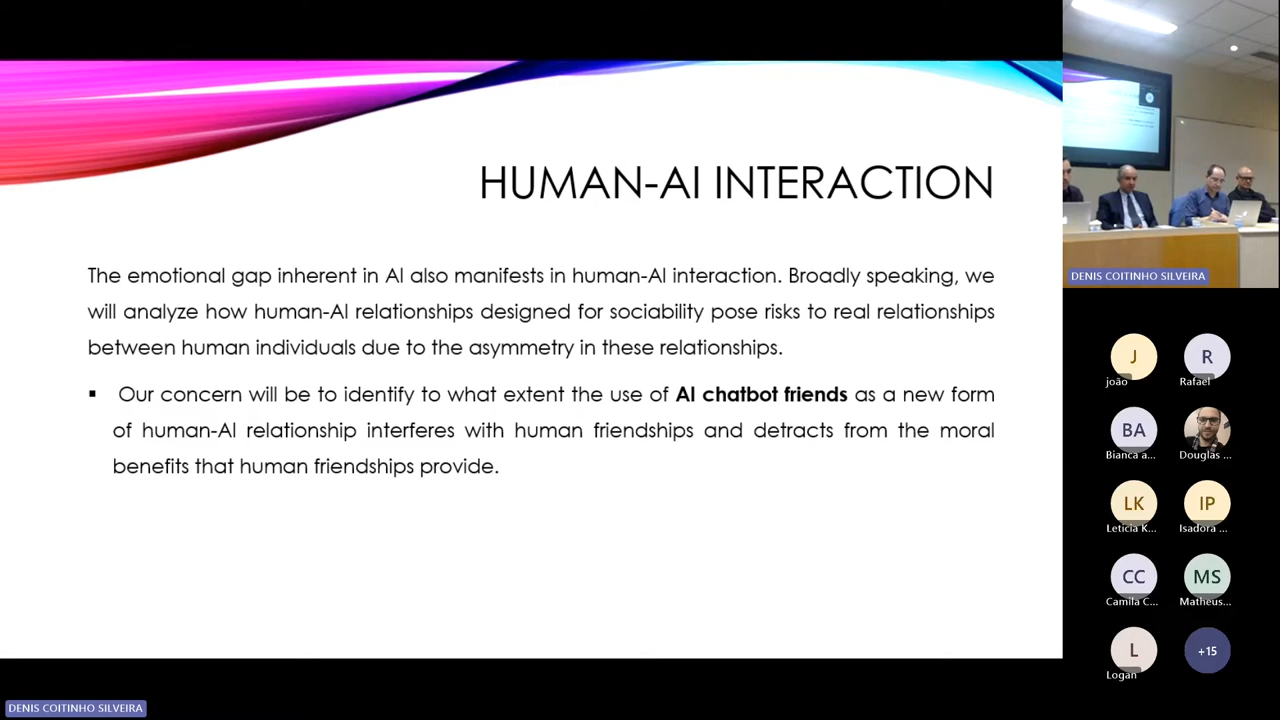 HUMAN-AI INTERACTION
The emotional gap inherent in AI also manifests in human-AI interaction. Broadly speaking, we
will analyze how human-AI relationships designed for sociability pose risks to real relationships
between human individuals due to the asymmetry in these relationships.
▪ Our concern will be to identify to what extent the use of AI chatbot friends as a new form
of human-AI relationship interferes with human friendships and detracts from the moral
benefits that human friendships provide.
DENIS COITINHO SILVEIRA
J
R
joão
Rafael
BA
Bianca a...
Douglas ...
LK
IP
Letícia K...
Isadora ...
CC
MS
Camila C...
Matheus...
L
+15
Logan
DENIS COITINHO SILVEIRA